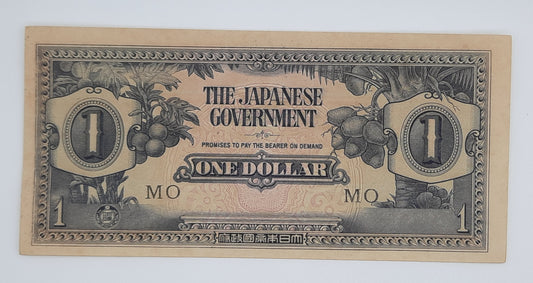 THE JAPANESE
GOVERNMENT
PROMISES TO PAY THE BEARER ON DEMAND
1
1
ONE DOLLAR
MO
MO
1
1
府政國帝本日大